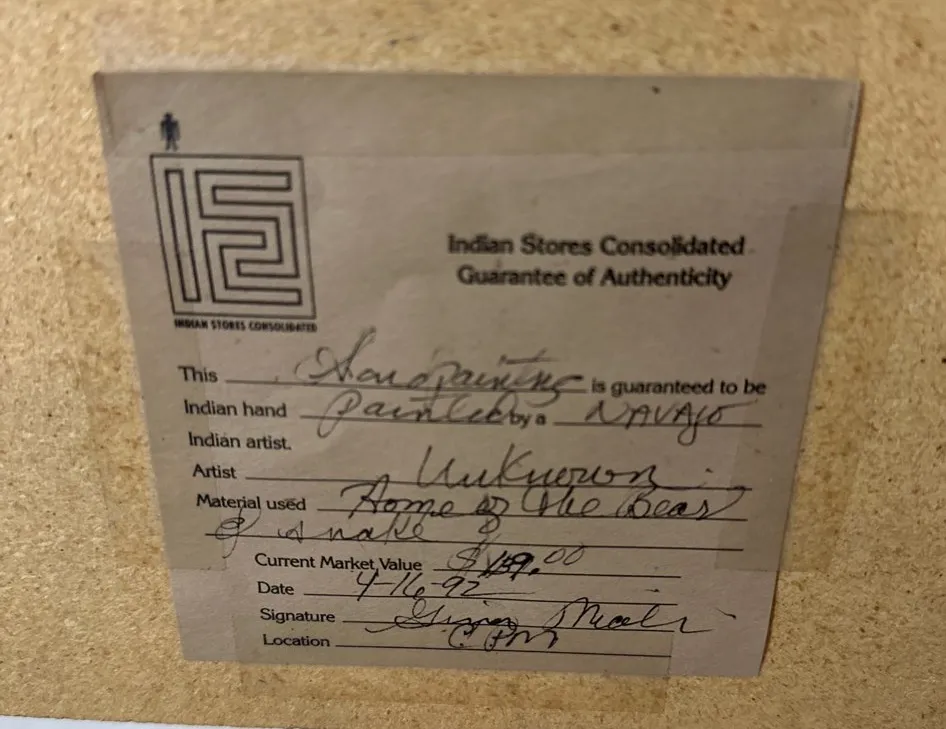 INDIAN STORES CONSOLIDATED
Indian Stores Consolidated
Guarantee of Authenticity
This Sandpainting is guaranteed to be
Indian hand painted by a NAVAJO
Indian artist.
Artist Unknown
Material used Home of the Bear
& snake
Current Market Value $ .00
Date 4-16-92
Signature
Location